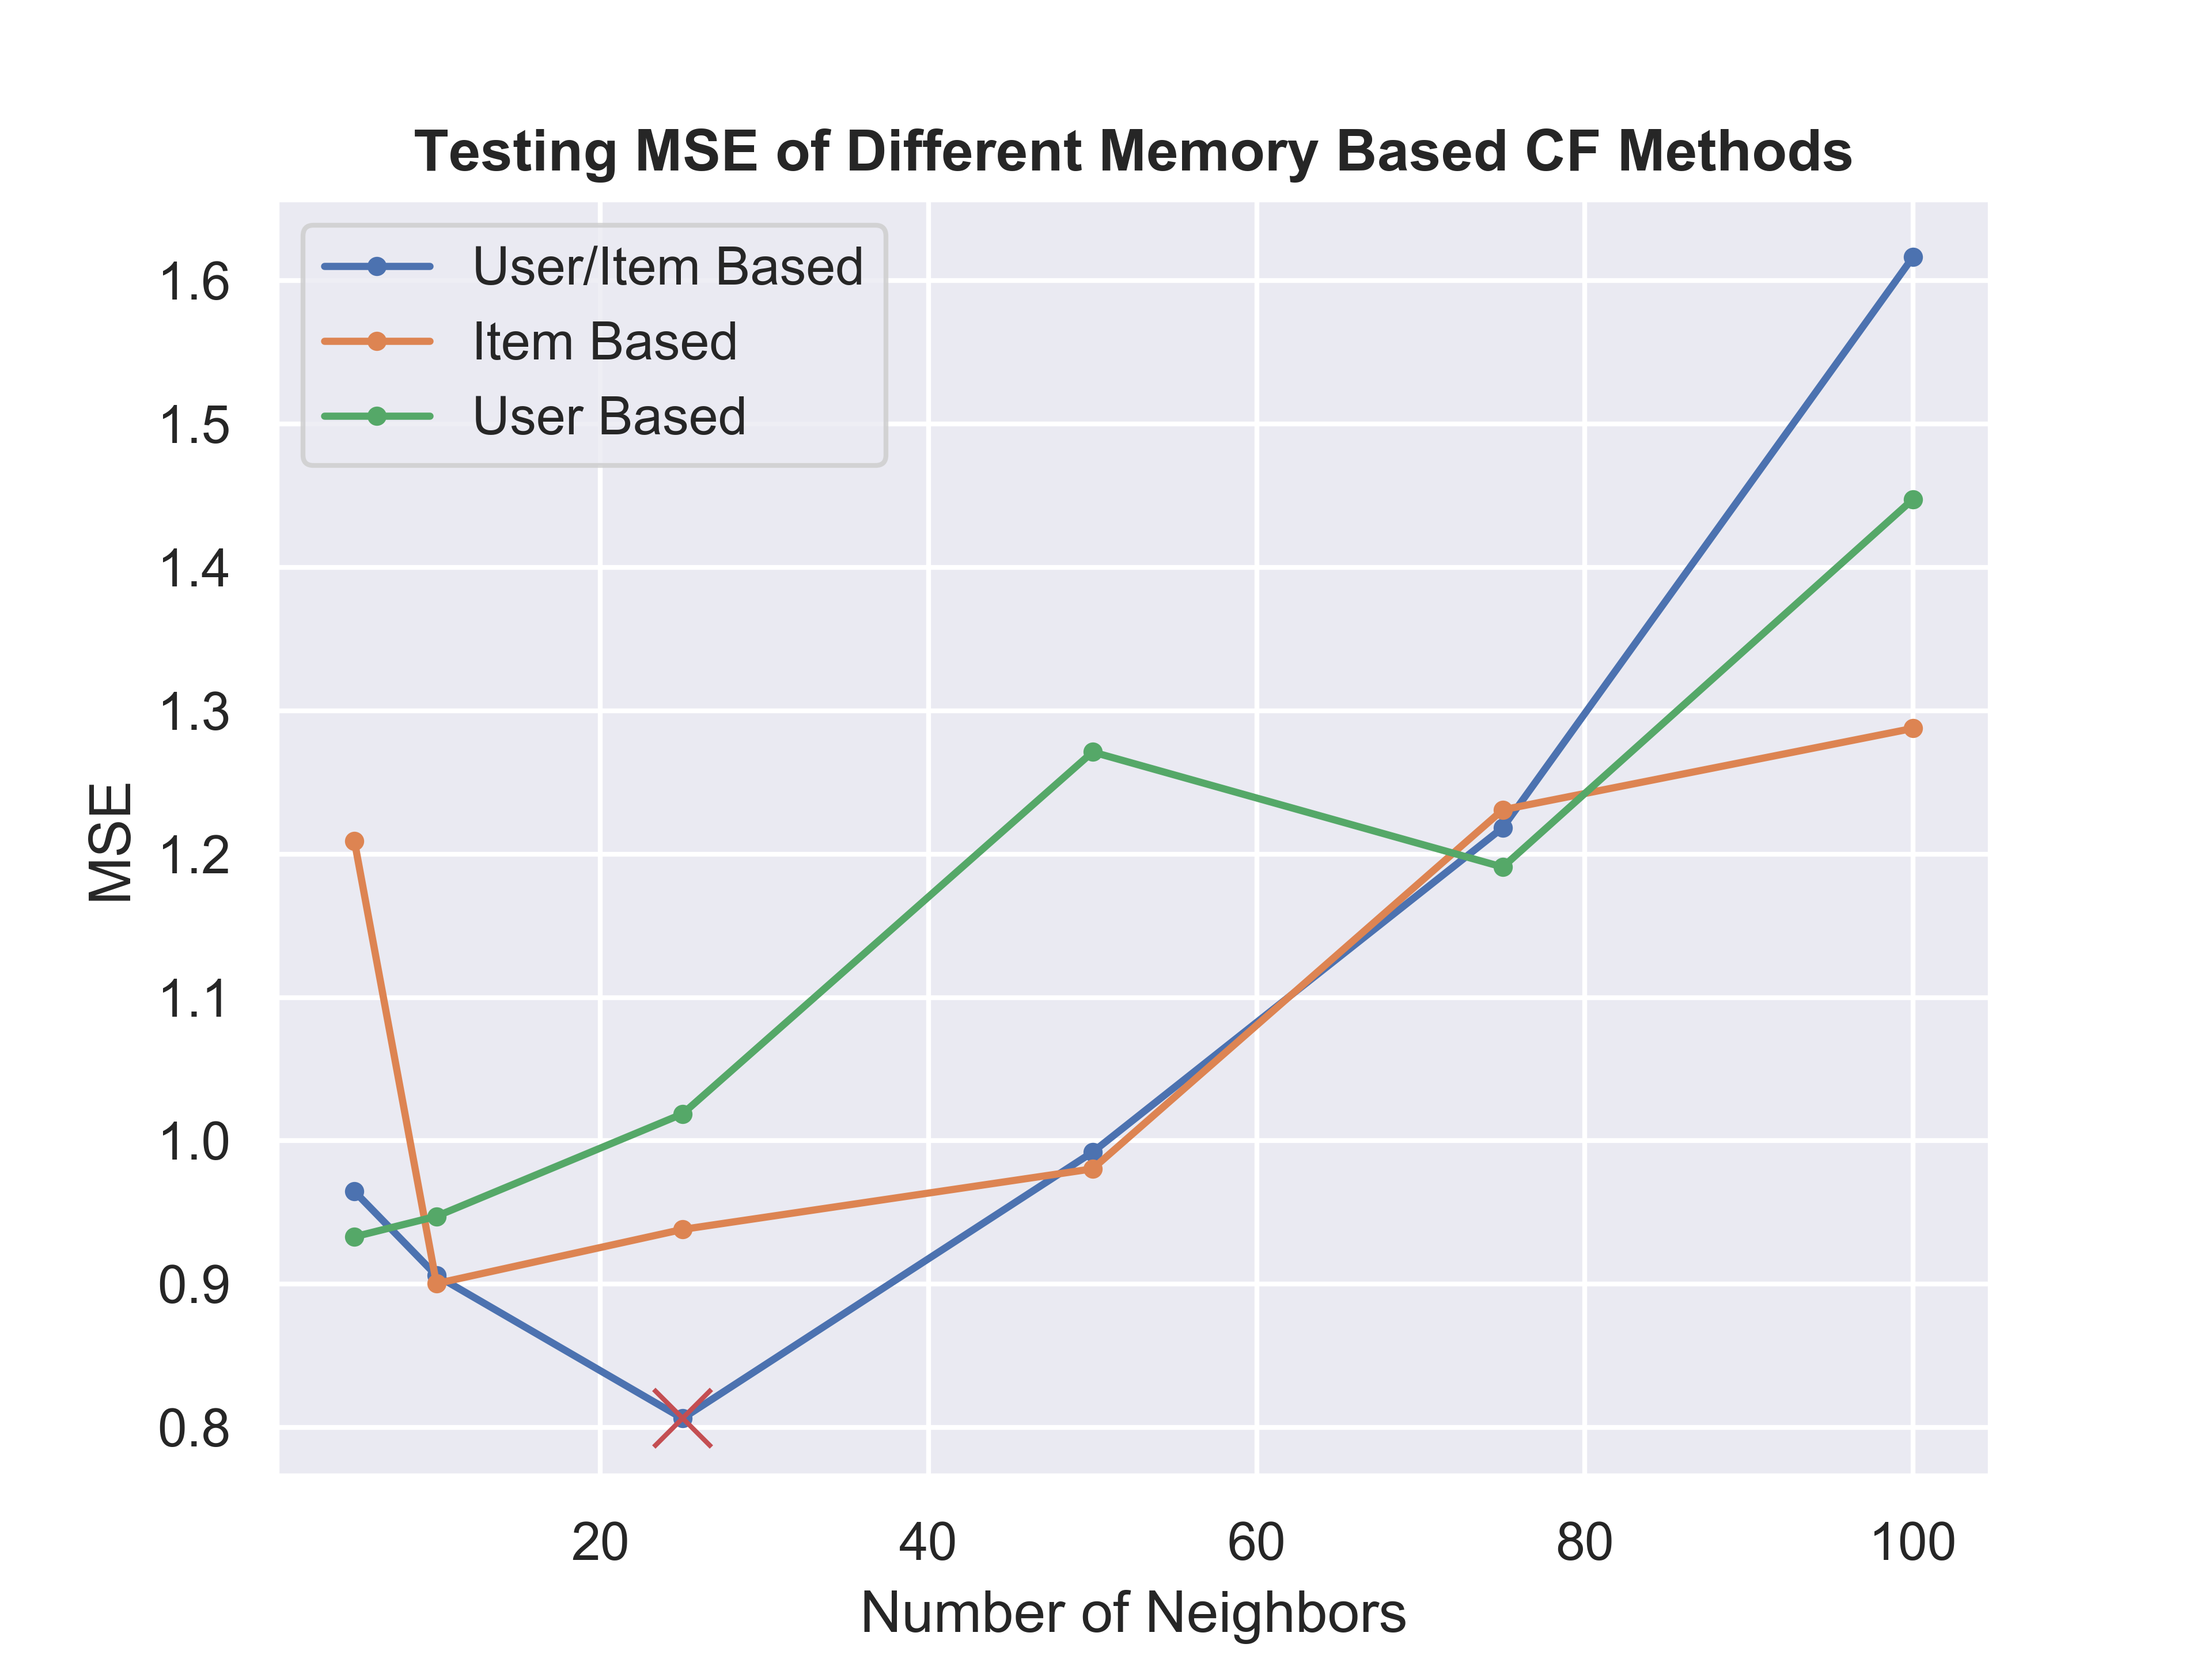 Testing MSE of Different Memory Based CF Methods
User/Item Based
Item Based
User Based
1.6
1.5
1.4
1.3
1.2
1.1
1.0
0.9
0.8
MSE
20 40 60 80 100
Number of Neighbors